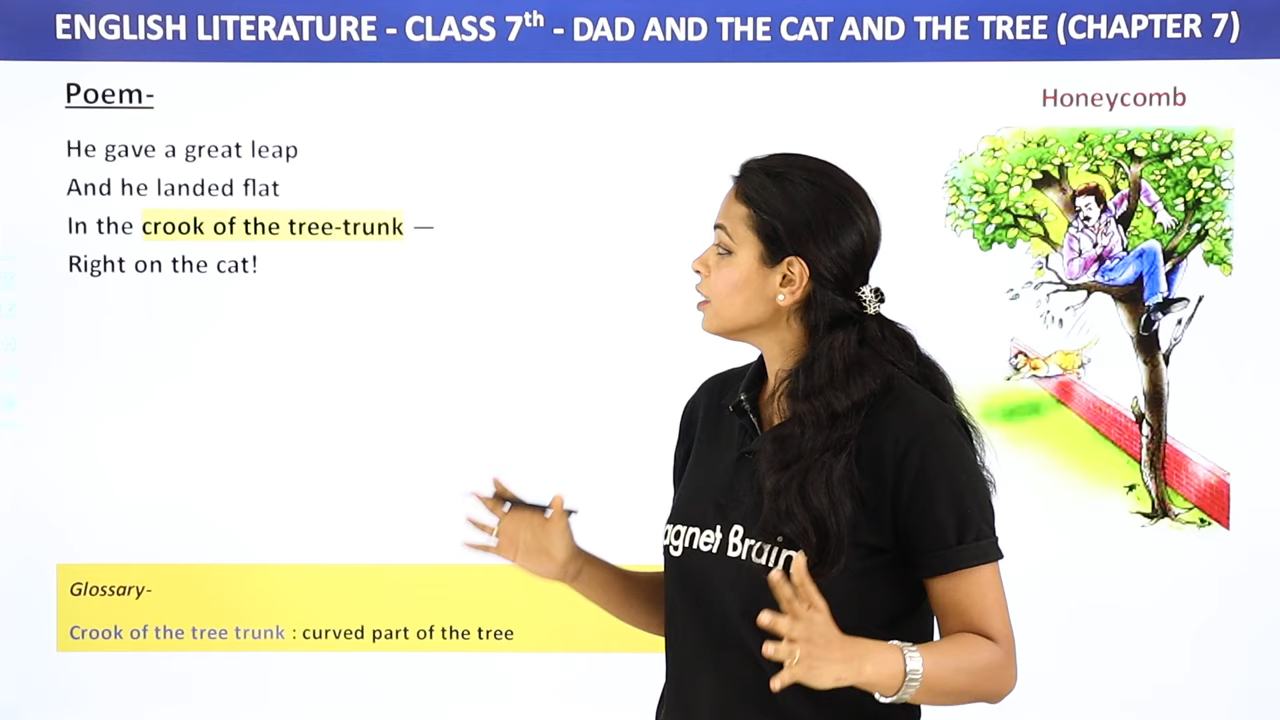 ENGLISH LITERATURE - CLASS 7th - DAD AND THE CAT AND THE TREE (CHAPTER 7)
Poem-
Honeycomb
He gave a great leap
And he landed flat
In the crook of the tree-trunk —
Right on the cat!
agnet Brain
Glossary-
Crook of the tree trunk : curved part of the tree